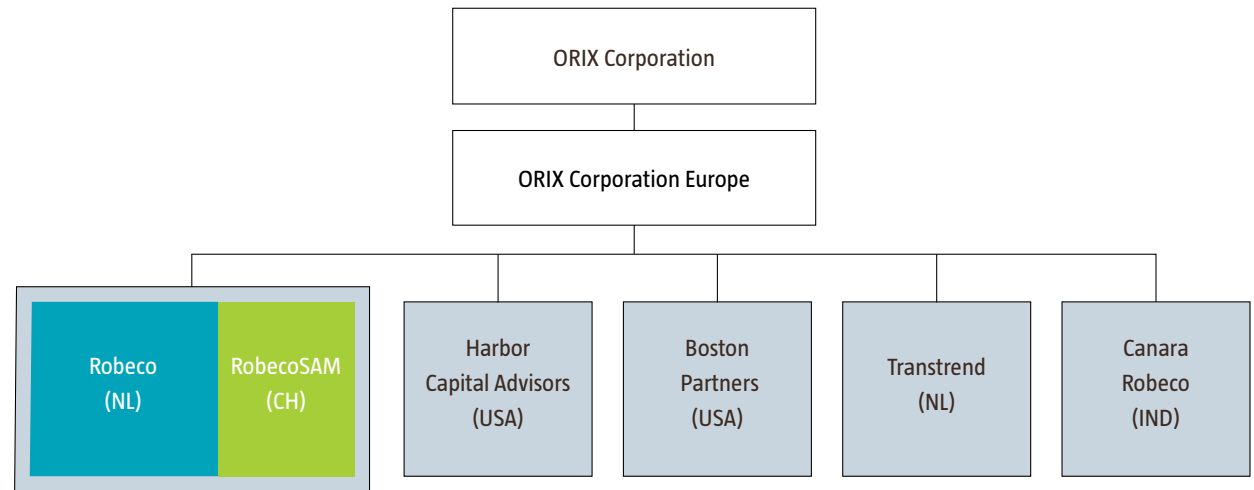 ORIX Corporation
ORIX Corporation Europe
Robeco
(NL)
RobecoSAM
(CH)
Harbor
Capital Advisors
(USA)
Boston
Partners
(USA)
Transtrend
(NL)
Canara
Robeco
(IND)